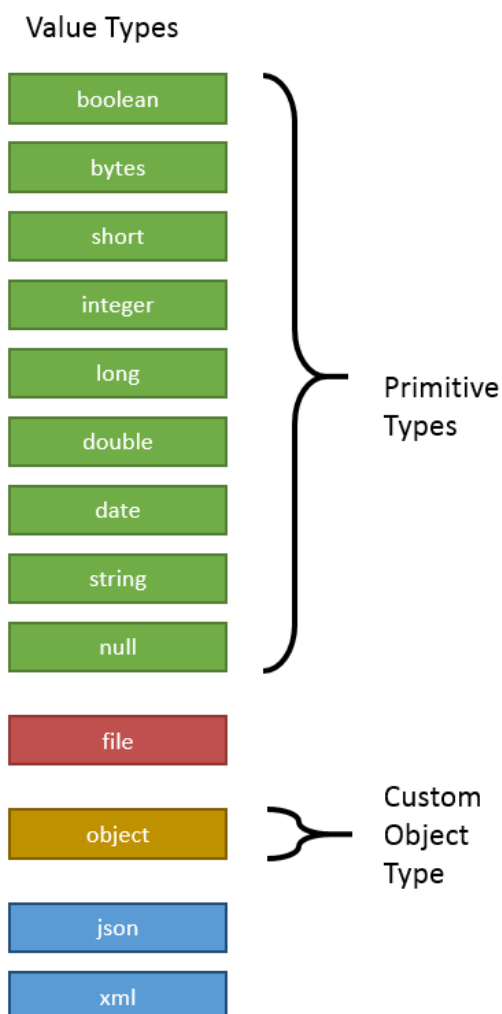 Value Types
boolean
bytes
short
integer
long
double
date
string
null
Primitive
Types
file
object
Custom
Object
Type
json
xml